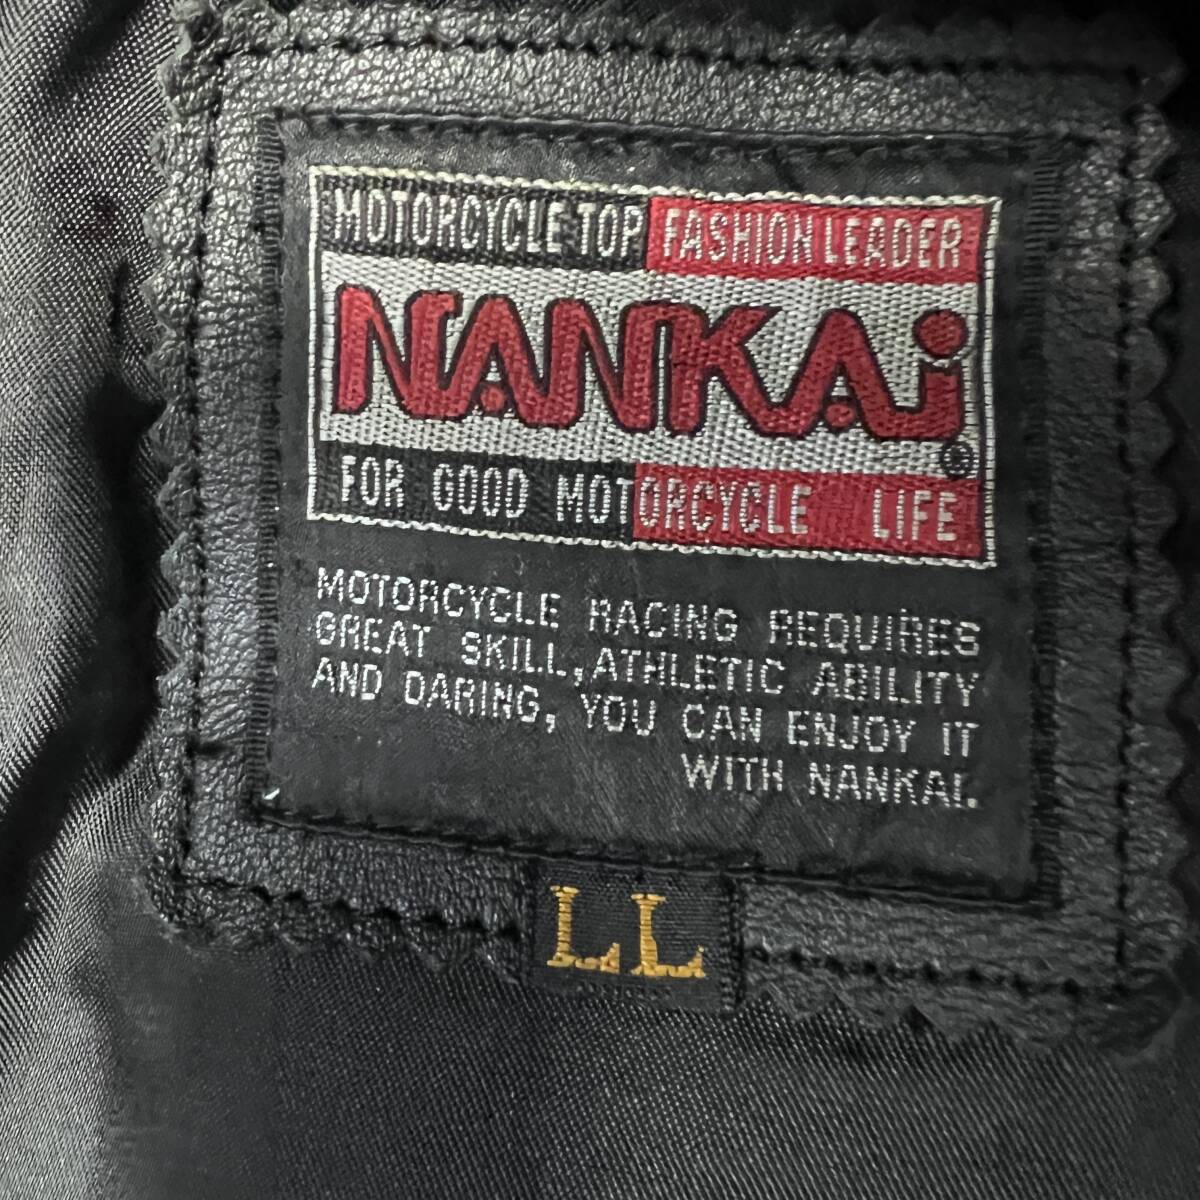 MOTORCYCLE TOP FASHION LEADER
NANKAi
®
FOR GOOD MOTORCYCLE LIFE
MOTORCYCLE RACING REQUIRES
GREAT SKILL, ATHLETIC ABILITY
AND DARING, YOU CAN ENJOY IT
WITH NANKAI.
LL